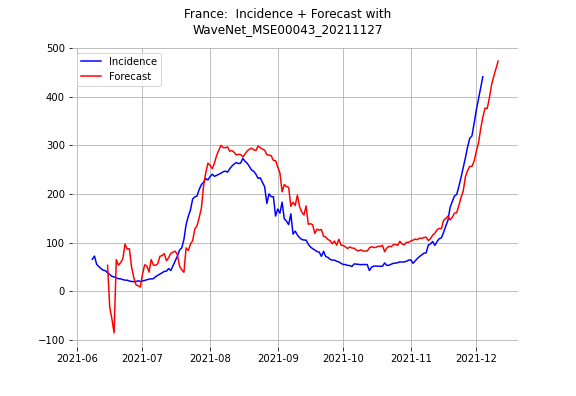 France:  Incidence + Forecast with
WaveNet_MSE00043_20211127
Incidence
Forecast
500
400
300
200
100
0
−100
2021-06 2021-07 2021-08 2021-09 2021-10 2021-11 2021-12